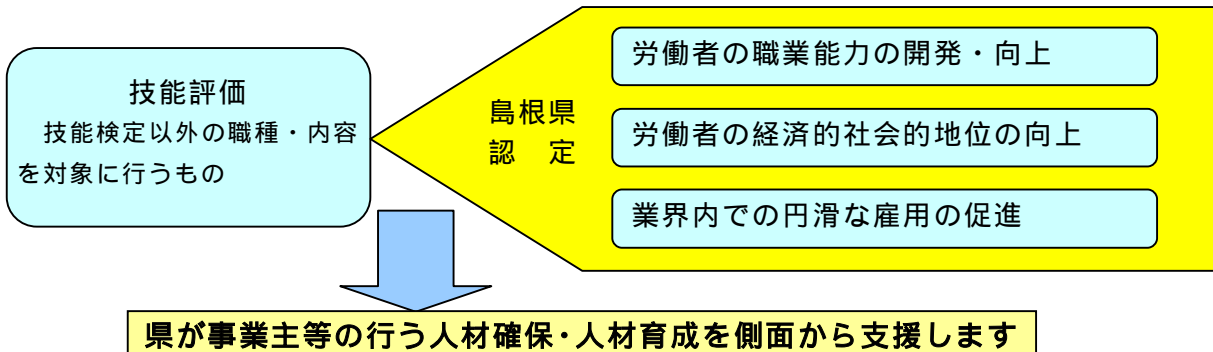 技能評価
技能検定以外の職種・内容
を対象に行うもの
島根県
認　定
労働者の職業能力の開発・向上
労働者の経済的社会的地位の向上
業界内での円滑な雇用の促進
県が事業主等の行う人材確保・人材育成を側面から支援します